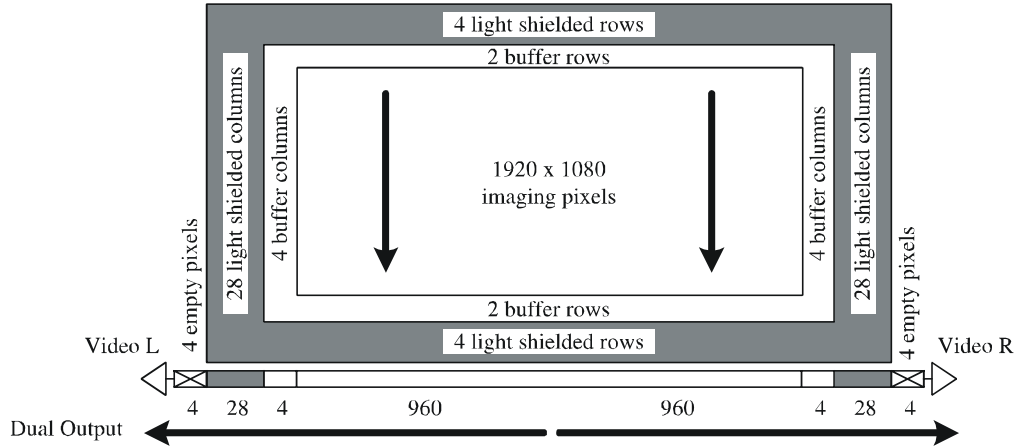 4 light shielded rows
2 buffer rows
28 light shielded columns
4 buffer columns
1920 x 1080
imaging pixels
4 buffer columns
28 light shielded columns
4 empty pixels
4 empty pixels
2 buffer rows
4 light shielded rows
Video L
Video R
4 28 4 960 960 4 28 4
Dual Output